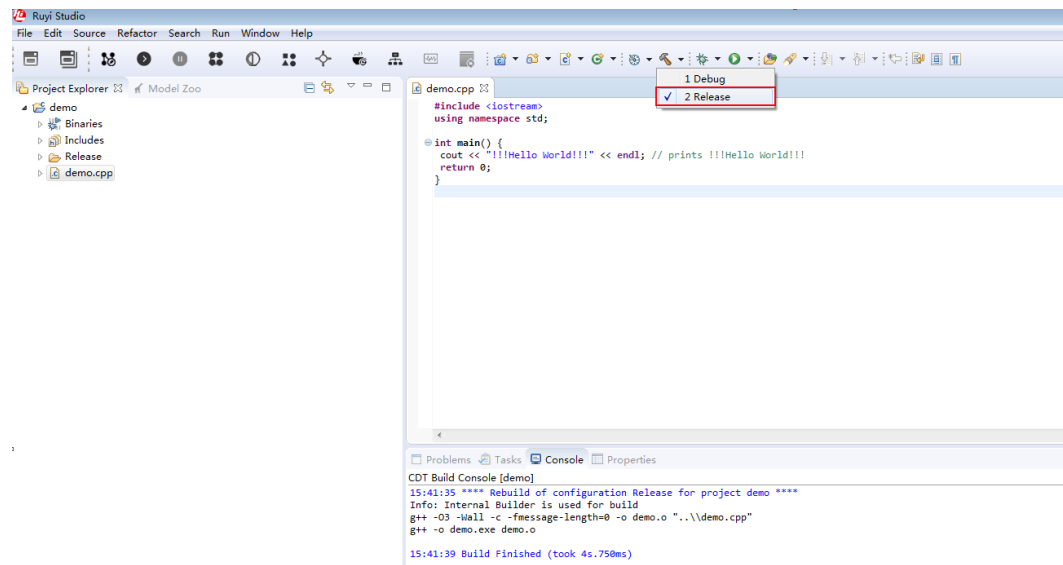 Ruyi Studio
File Edit Source Refactor Search Run Window Help
1 Debug
2 Release
Project Explorer Model Zoo
demo
Binaries
Includes
Release
demo.cpp
demo.cpp
#include <iostream>
using namespace std;
int main() {
cout << "!!!Hello World!!!" << endl; // prints !!!Hello World!!!
return 0;
}
Problems Tasks Console Properties
CDT Build Console [demo]
15:41:35 **** Rebuild of configuration Release for project demo ****
Info: Internal Builder is used for build
g++ -O3 -Wall -c -fmessage-length=0 -o demo.o "..\\demo.cpp"
g++ -o demo.exe demo.o
15:41:39 Build Finished (took 4s.750ms)